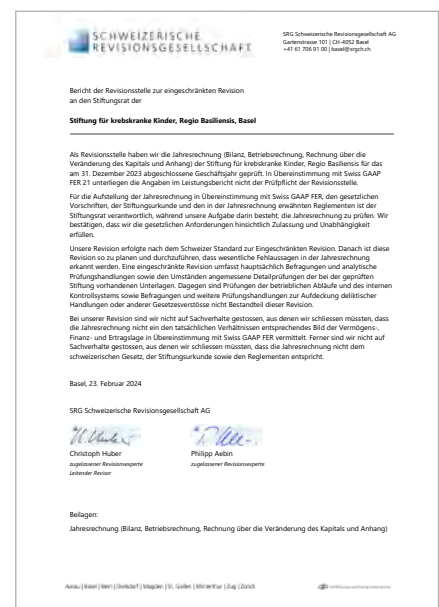 SCHWEIZERISCHE
REVISIONSGESELLSCHAFT
SRG Schweizerische Revisionsgesellschaft AG
Gartenstrasse 101 | CH-4052 Basel
+41 61 706 91 00 | basel@srgch.ch
Bericht der Revisionsstelle zur eingeschränkten Revision
an den Stiftungsrat der
Stiftung für krebskranke Kinder, Regio Basiliensis, Basel
Als Revisionsstelle haben wir die Jahresrechnung (Bilanz, Betriebsrechnung, Rechnung über die
Veränderung des Kapitals und Anhang) der Stiftung für krebskranke Kinder, Regio Basiliensis für das
am 31. Dezember 2023 abgeschlossene Geschäftsjahr geprüft. In Übereinstimmung mit Swiss GAAP
FER 21 unterliegen die Angaben im Leistungsbericht nicht der Prüfpflicht der Revisionsstelle.
Für die Aufstellung der Jahresrechnung in Übereinstimmung mit Swiss GAAP FER, den gesetzlichen
Vorschriften, der Stiftungsurkunde und den in der Jahresrechnung erwähnten Reglementen ist der
Stiftungsrat verantwortlich, während unsere Aufgabe darin besteht, die Jahresrechnung zu prüfen. Wir
bestätigen, dass wir die gesetzlichen Anforderungen hinsichtlich Zulassung und Unabhängigkeit
erfüllen.
Unsere Revision erfolgte nach dem Schweizer Standard zur Eingeschränkten Revision. Danach ist diese
Revision so zu planen und durchzuführen, dass wesentliche Fehlaussagen in der Jahresrechnung
erkannt werden. Eine eingeschränkte Revision umfasst hauptsächlich Befragungen und analytische
Prüfungshandlungen sowie den Umständen angemessene Detailprüfungen der bei der geprüften
Stiftung vorhandenen Unterlagen. Dagegen sind Prüfungen der betrieblichen Abläufe und des internen
Kontrollsystems sowie Befragungen und weitere Prüfungshandlungen zur Aufdeckung deliktischer
Handlungen oder anderer Gesetzesverstösse nicht Bestandteil dieser Revision.
Bei unserer Revision sind wir nicht auf Sachverhalte gestossen, aus denen wir schliessen müssten, dass
die Jahresrechnung nicht ein den tatsächlichen Verhältnissen entsprechendes Bild der Vermögens-,
Finanz- und Ertragslage in Übereinstimmung mit Swiss GAAP FER vermittelt. Ferner sind wir nicht auf
Sachverhalte gestossen, aus denen wir schliessen müssten, dass die Jahresrechnung nicht dem
schweizerischen Gesetz, der Stiftungsurkunde sowie den Reglementen entspricht.
Basel, 23. Februar 2024
SRG Schweizerische Revisionsgesellschaft AG
Christoph Huber
zugelassener Revisionsexperte
Leitender Revisor
Philipp Aebin
zugelassener Revisionsexperte
Beilagen:
Jahresrechnung (Bilanz, Betriebsrechnung, Rechnung über die Veränderung des Kapitals und Anhang)
Aarau | Basel | Bern | Dielsdorf | Magden | St. Gallen | Winterthur | Zug | Zürich